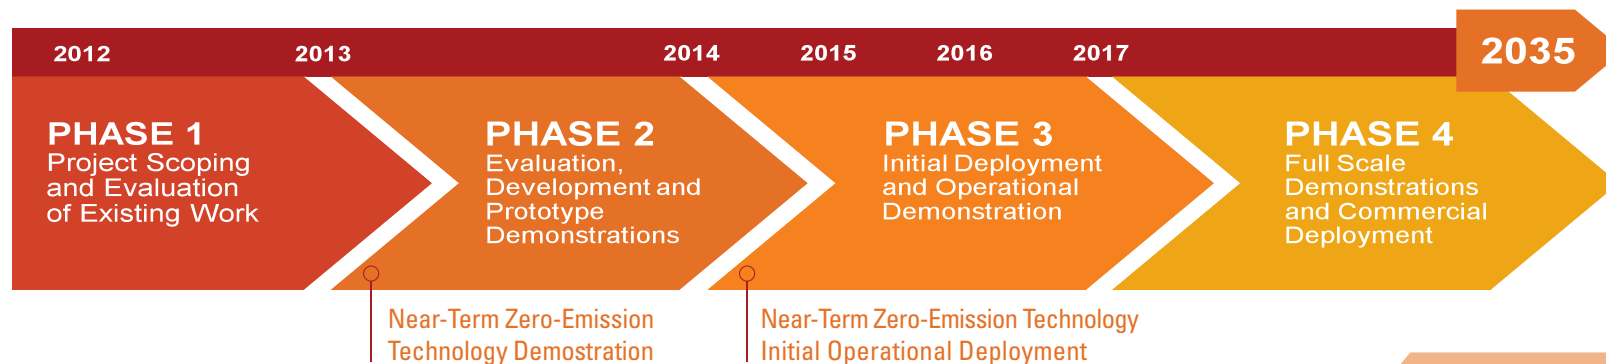 2012 2013 2014 2015 2016 2017 2035
PHASE 1
Project Scoping
and Evaluation
of Existing Work
PHASE 2
Evaluation,
Development and
Prototype
Demonstrations
PHASE 3
Initial Deployment
and Operational
Demonstration
PHASE 4
Full Scale
Demonstrations
and Commercial
Deployment
Near-Term Zero-Emission
Technology Demostration
Near-Term Zero-Emission Technology
Initial Operational Deployment